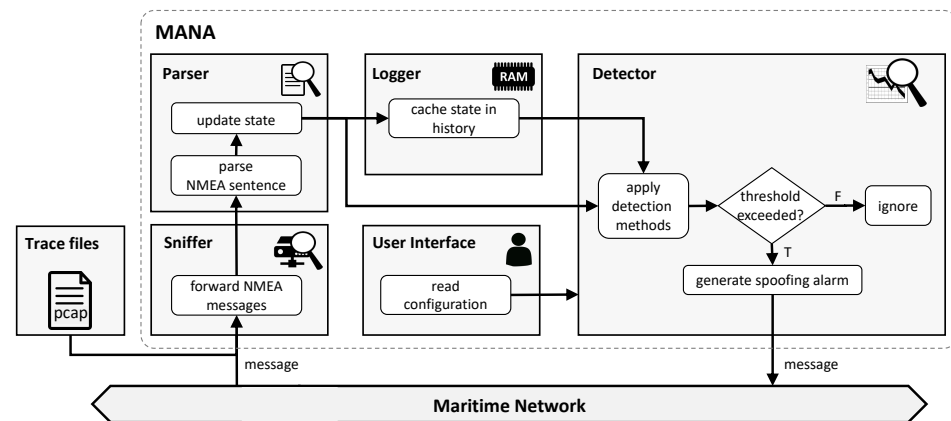 MANA
Parser
Logger
RAM
Detector
update state
cache state in
history
parse
NMEA sentence
apply
detection
methods
threshold
exceeded?
F
ignore
T
Trace files
pcap
Sniffer
forward NMEA
messages
User Interface
read
configuration
generate spoofing alarm
message
message
Maritime Network